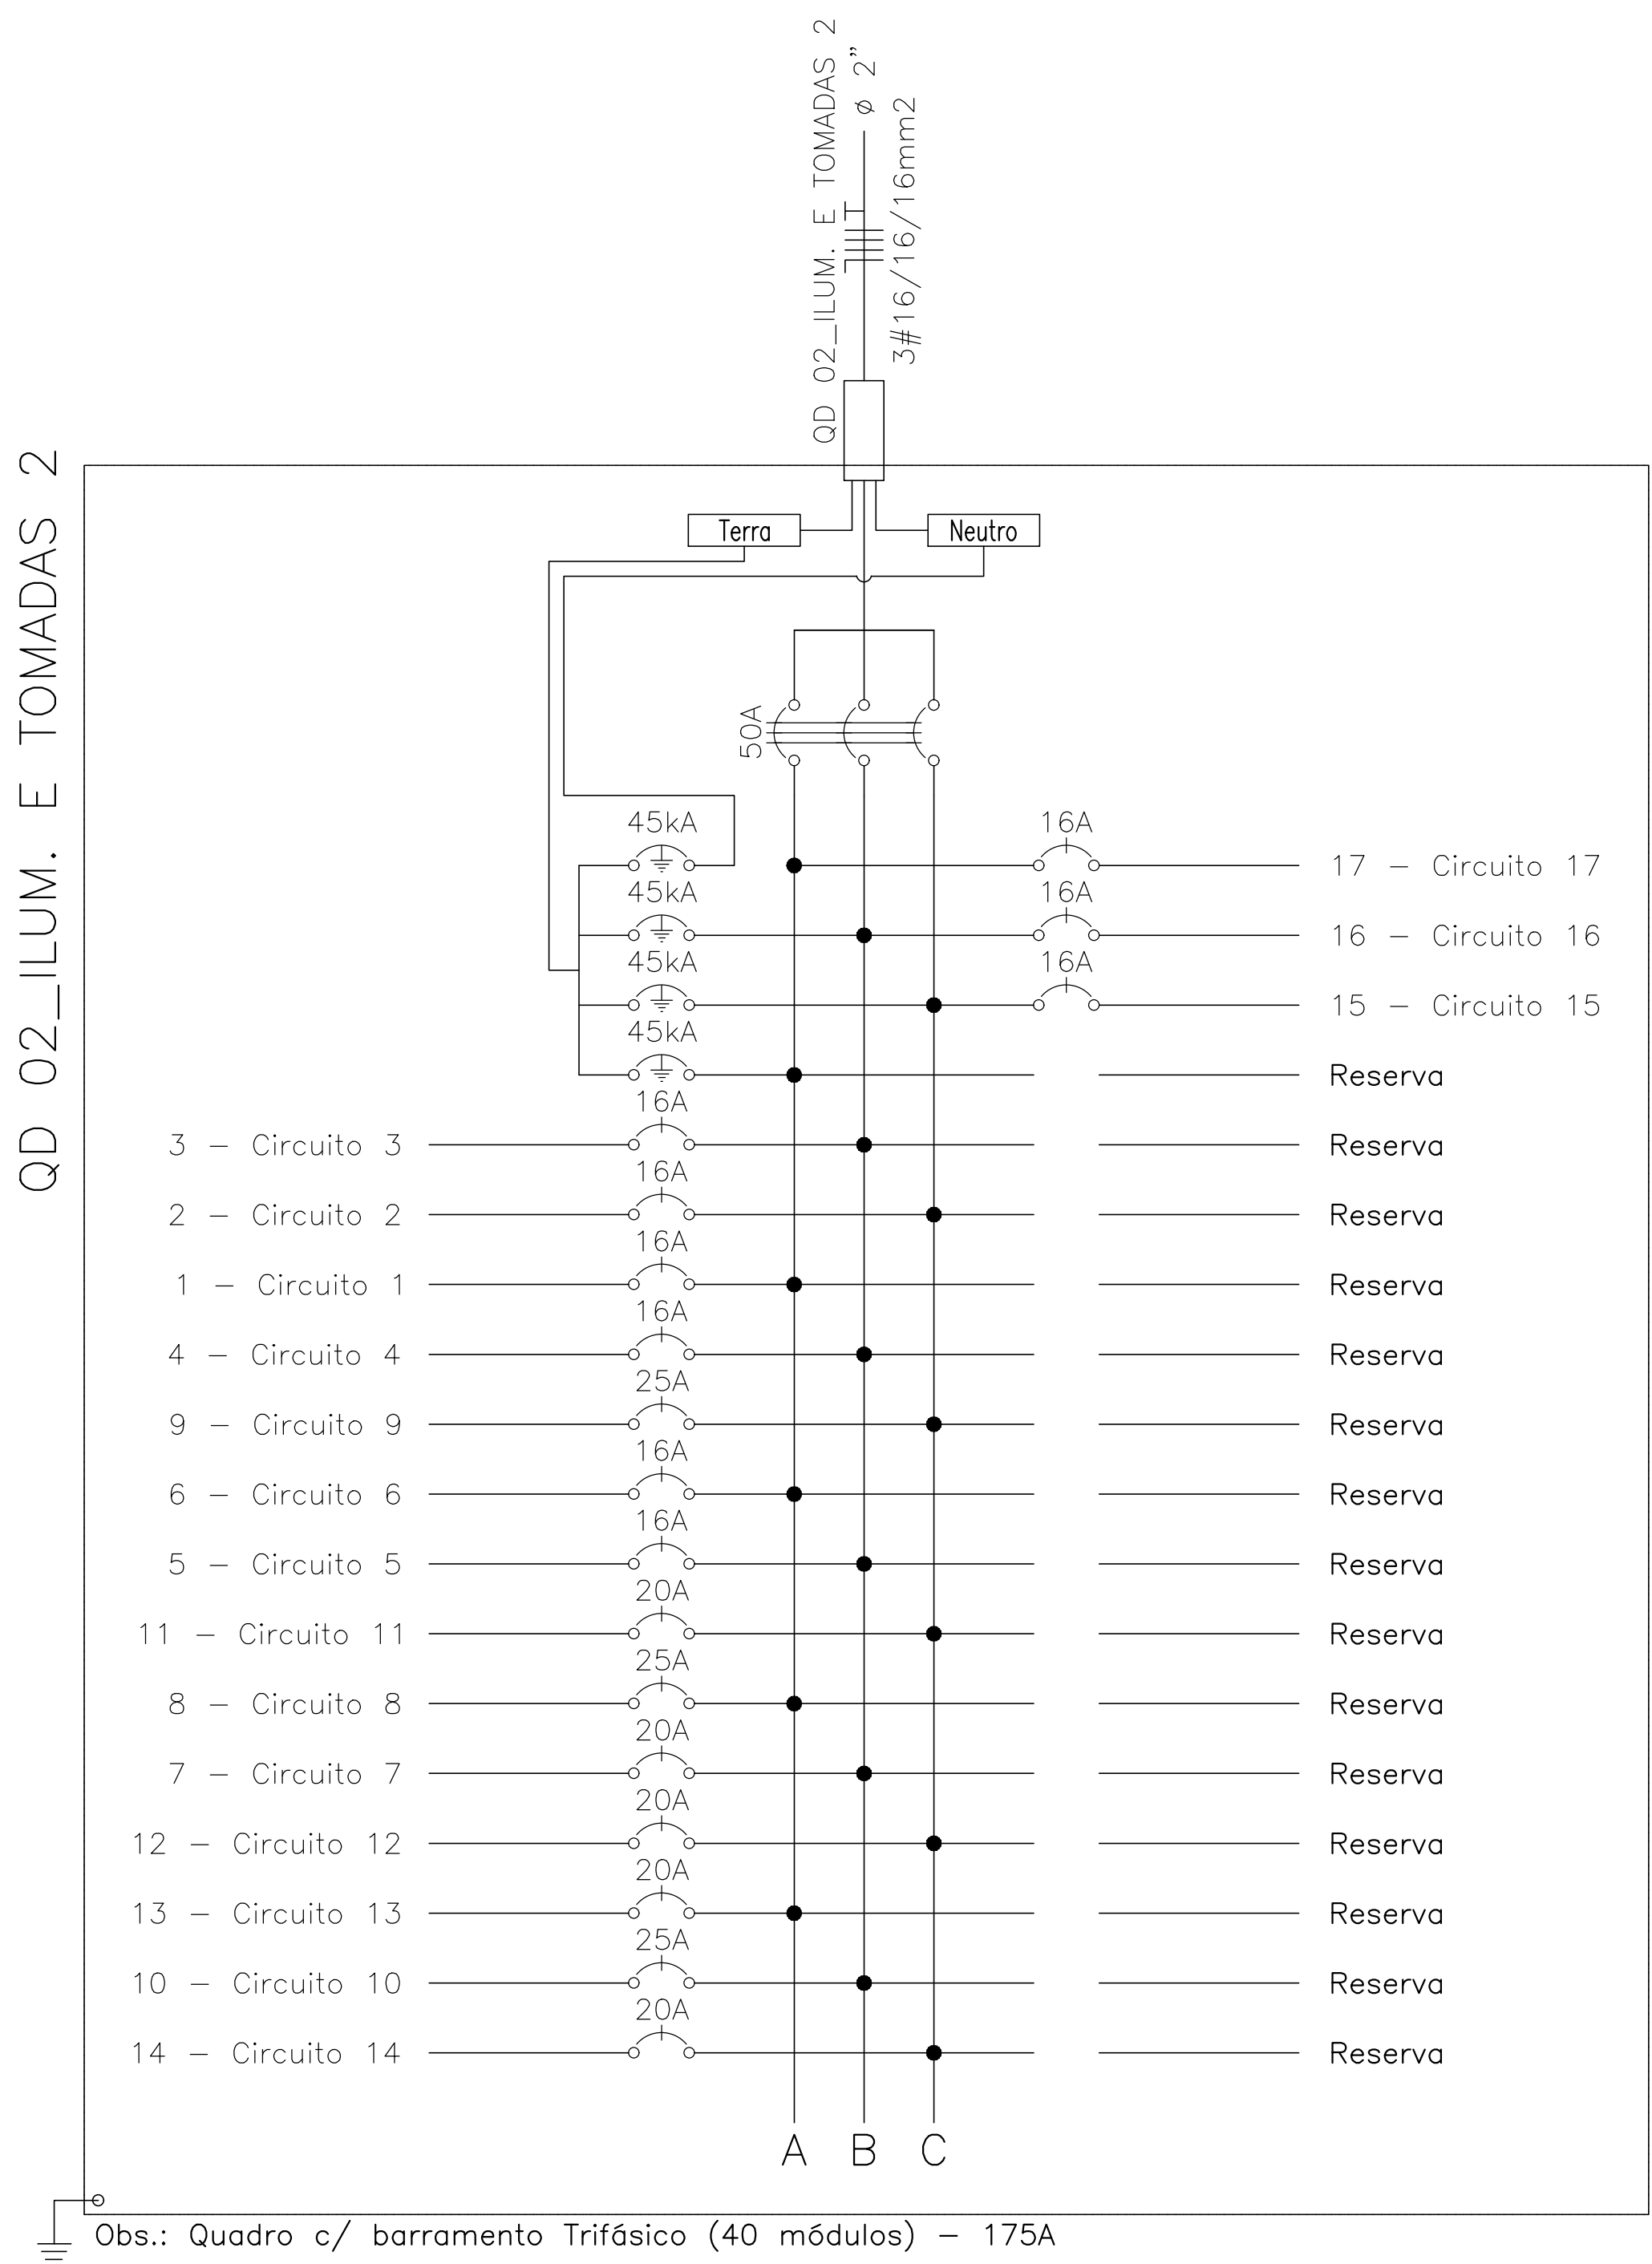 QD 02_ILUM. E TOMADAS 2
ø 2"
3#16/16/16mm2
QD 02_ILUM. E TOMADAS 2
Terra
Neutro
50A
45kA
16A
17 - Circuito 17
45kA
16A
16 - Circuito 16
45kA
16A
15 - Circuito 15
45kA
Reserva
16A
3 - Circuito 3
Reserva
16A
2 - Circuito 2
Reserva
16A
1 - Circuito 1
Reserva
16A
4 - Circuito 4
Reserva
25A
9 - Circuito 9
Reserva
16A
6 - Circuito 6
Reserva
16A
5 - Circuito 5
Reserva
20A
11 - Circuito 11
Reserva
25A
8 - Circuito 8
Reserva
20A
7 - Circuito 7
Reserva
20A
12 - Circuito 12
Reserva
20A
13 - Circuito 13
Reserva
25A
10 - Circuito 10
Reserva
20A
14 - Circuito 14
Reserva
A B C
Obs.: Quadro c/ barramento Trifásico (40 módulos) - 175A